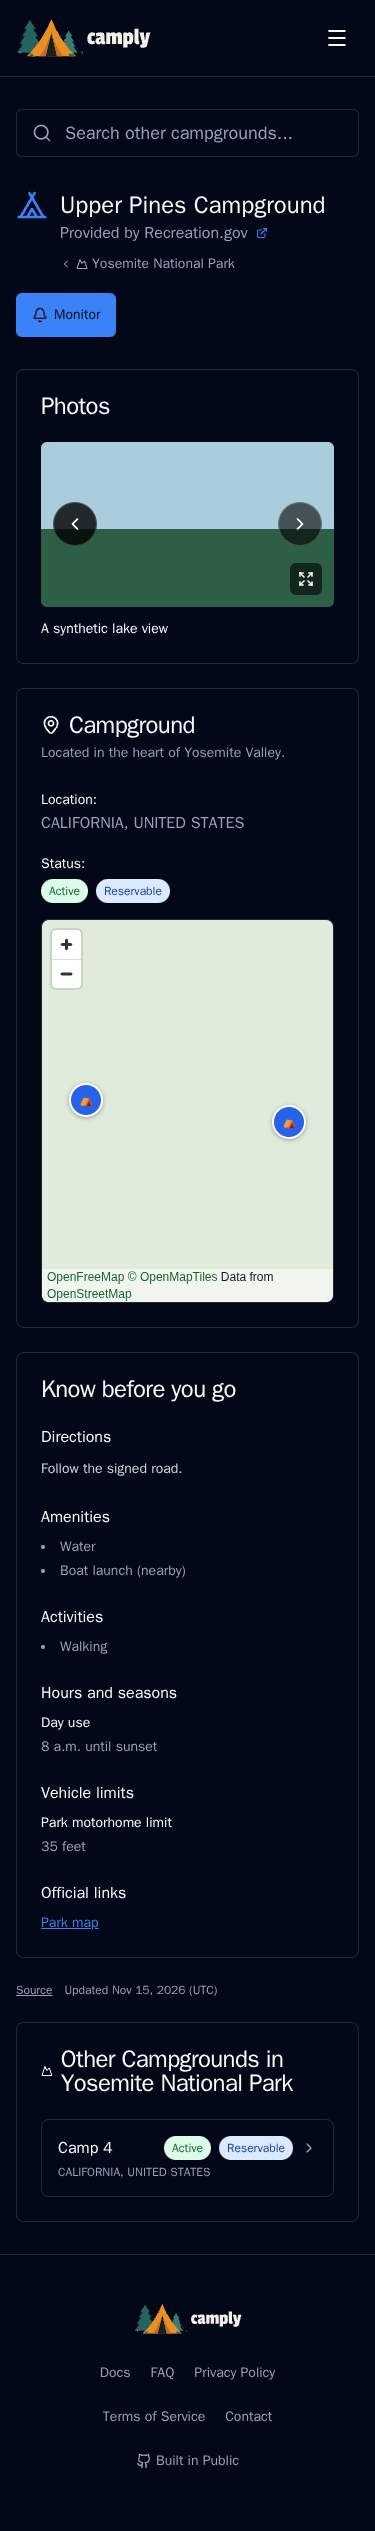 camply
Search other campgrounds...
Upper Pines Campground
Provided by Recreation.gov
Yosemite National Park
Monitor
Photos
A synthetic lake view
Campground
Located in the heart of Yosemite Valley.
Location:
CALIFORNIA, UNITED STATES
Status:
Active Reservable
OpenFreeMap © OpenMapTiles Data from
OpenStreetMap
Know before you go
Directions
Follow the signed road.
Amenities
• Water
• Boat launch (nearby)
Activities
• Walking
Hours and seasons
Day use
8 a.m. until sunset
Vehicle limits
Park motorhome limit
35 feet
Official links
Park map
Source Updated Nov 15, 2026 (UTC)
Other Campgrounds in
Yosemite National Park
Camp 4 Active Reservable
CALIFORNIA, UNITED STATES
camply
Docs FAQ Privacy Policy
Terms of Service Contact
Built in Public